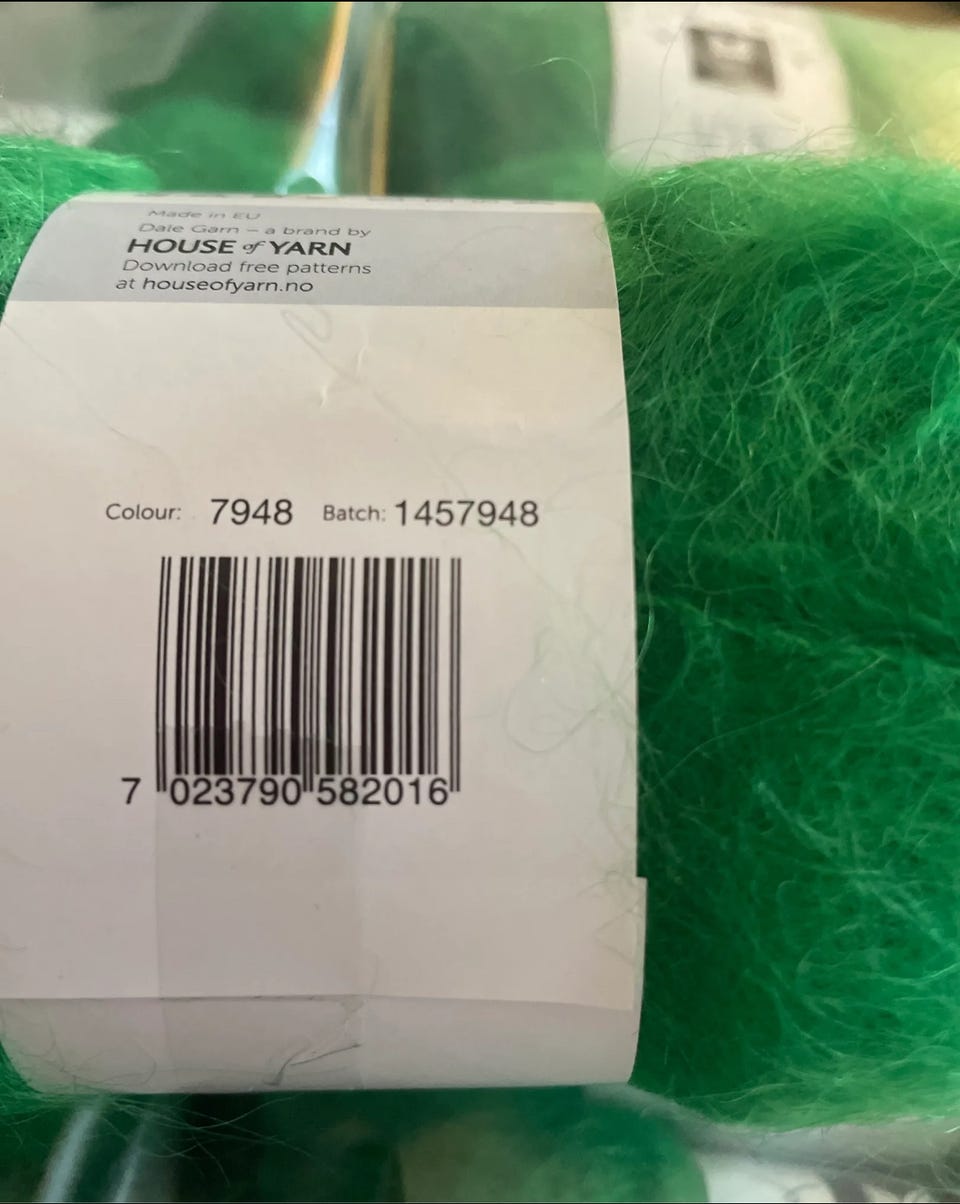 Made in EU
Dale Garn – a brand by
HOUSE of YARN
Download free patterns
at houseofyarn.no
Colour: 7948 Batch: 1457948
7 023790 582016